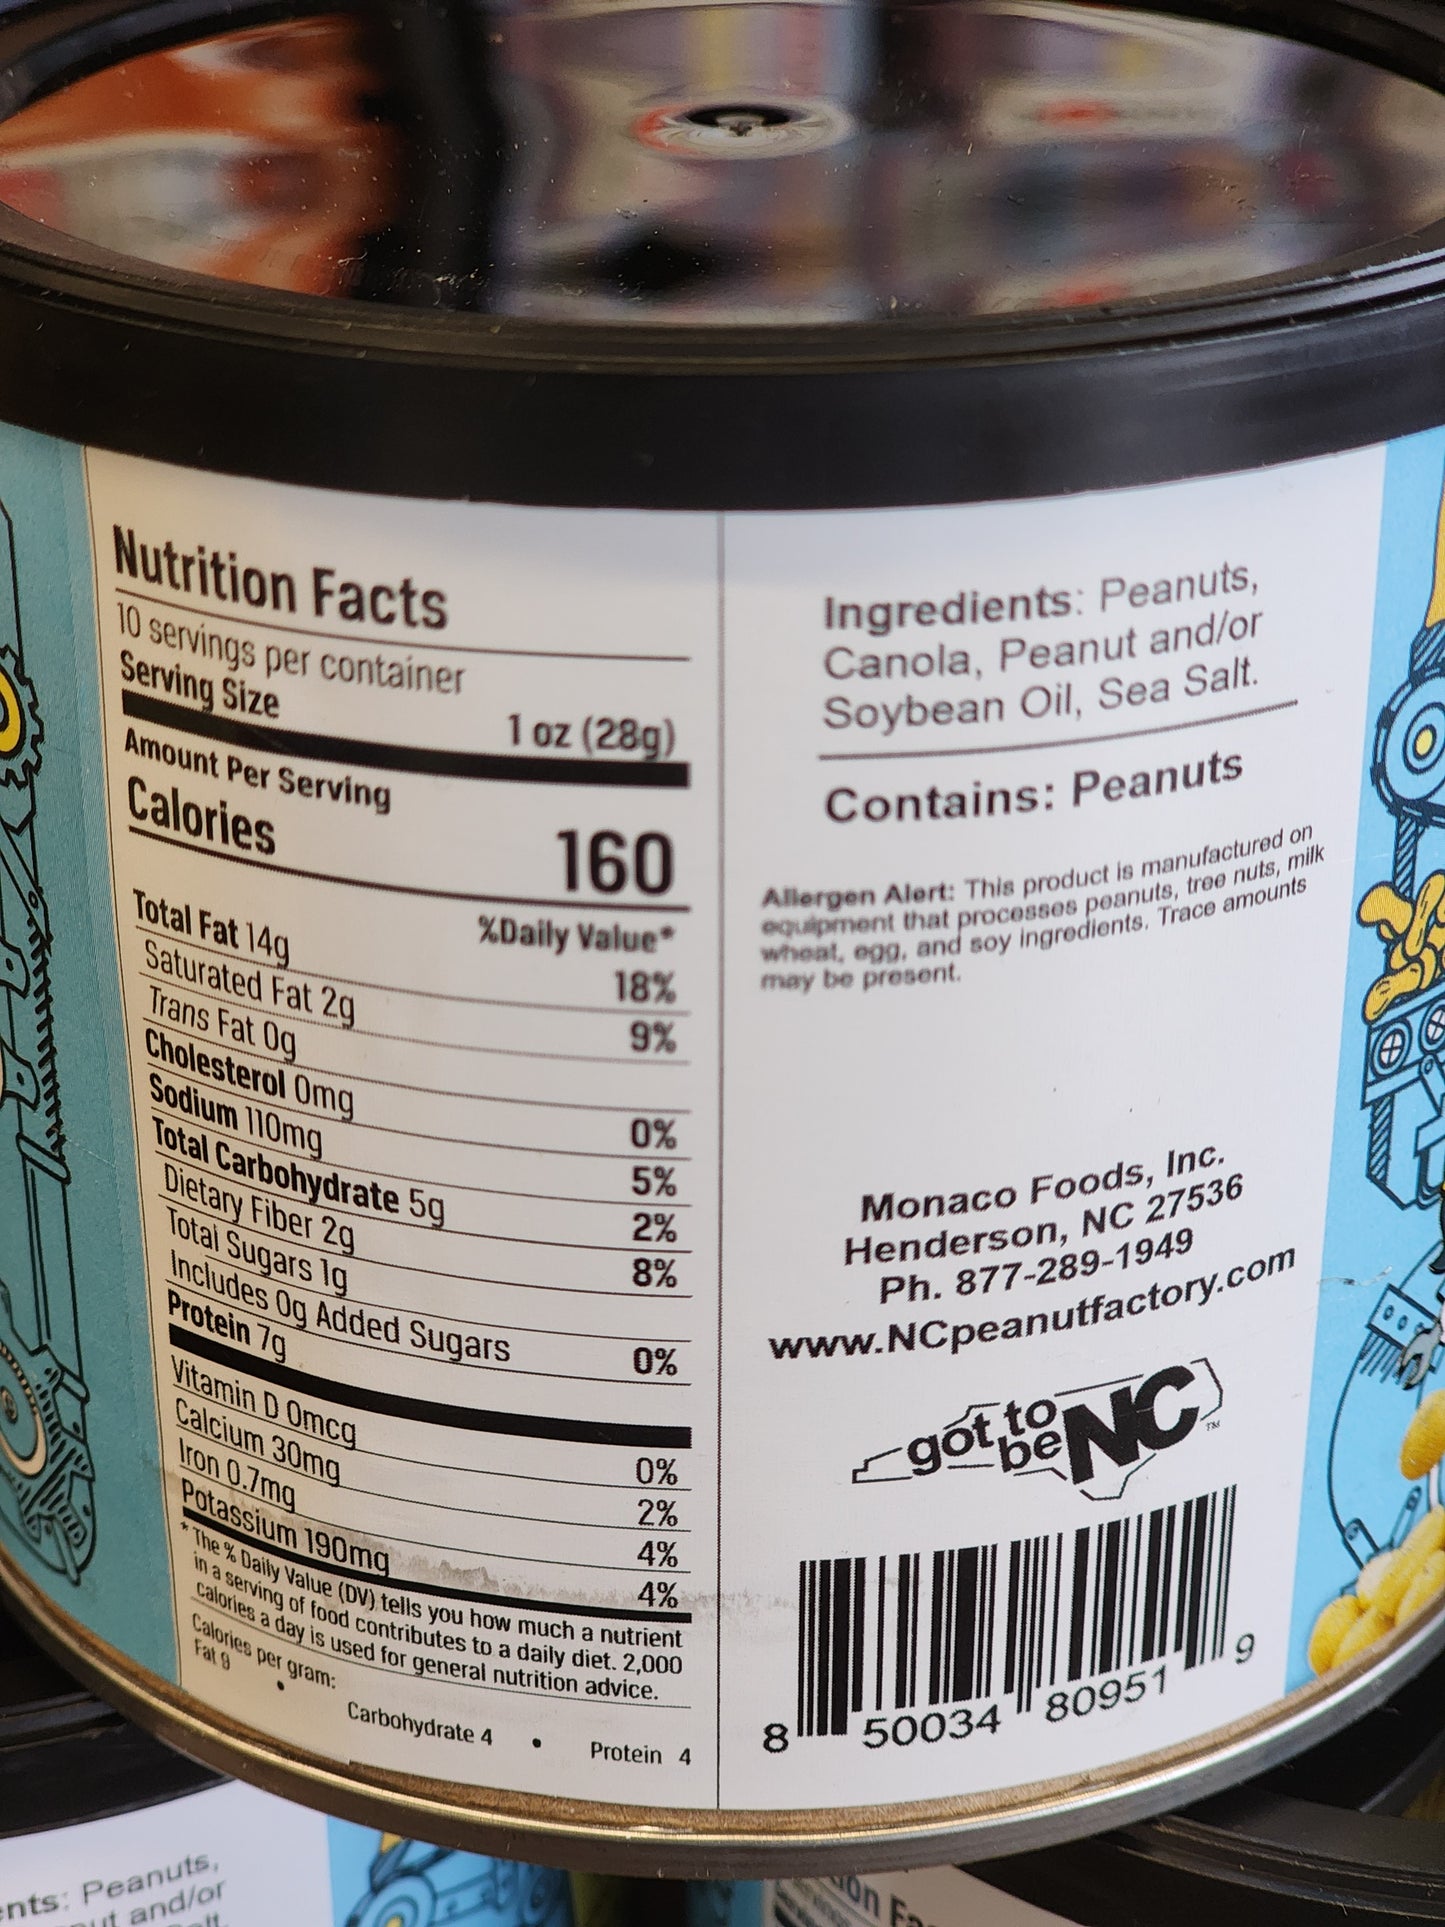 Nutrition Facts
10 servings per container
Serving Size 1 oz (28g)
Amount Per Serving
Calories 160
%Daily Value*
Total Fat 14g 18%
Saturated Fat 2g 9%
Trans Fat 0g
Cholesterol 0mg 0%
Sodium 110mg 5%
Total Carbohydrate 5g 2%
Dietary Fiber 2g 8%
Total Sugars 1g
Includes 0g Added Sugars 0%
Protein 7g
Vitamin D 0mcg 0%
Calcium 30mg 2%
Iron 0.7mg 4%
Potassium 190mg 4%
* The % Daily Value (DV) tells you how much a nutrient
in a serving of food contributes to a daily diet. 2,000
calories a day is used for general nutrition advice.
Calories per gram:
Fat 9 • Carbohydrate 4 • Protein 4
Ingredients: Peanuts,
Canola, Peanut and/or
Soybean Oil, Sea Salt.
Contains: Peanuts
Allergen Alert: This product is manufactured on
equipment that processes peanuts, tree nuts, milk
wheat, egg, and soy ingredients. Trace amounts
may be present.
Monaco Foods, Inc.
Henderson, NC 27536
Ph. 877-289-1949
www.NCpeanutfactory.com
got to
be NC™
8 50034 80951 9
Peanuts,
and/or